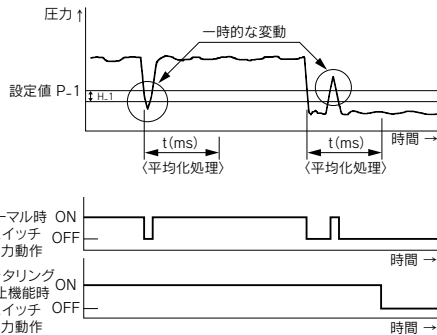 圧力 ↑
一時的な変動
設定値 P-1
H-1
t(ms)
t(ms)
時間 →
〈平均化処理〉
〈平均化処理〉
ーマル時 ON
イッチ OFF
力動作
時間 →
タリング
止機能時 ON
イッチ OFF
力動作
時間 →